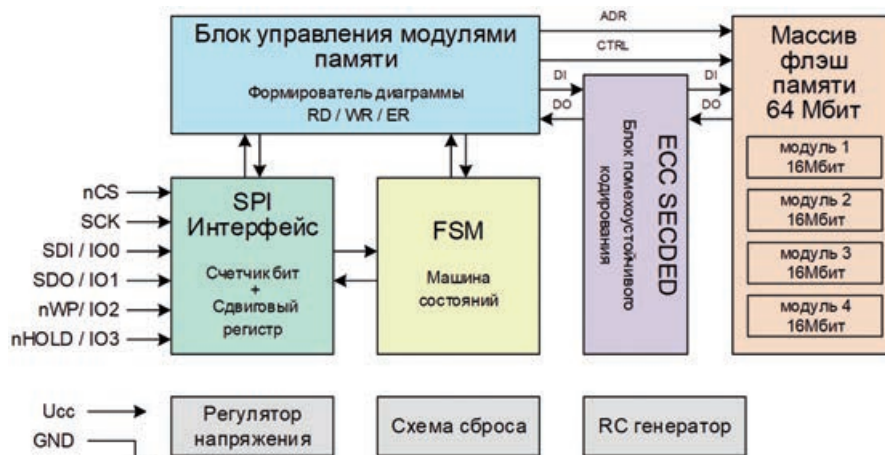 Блок управления модулями
памяти
Формирователь диаграммы
RD / WR / ER
ADR
CTRL
DI
DO
DI
DO
Массив
флэш
памяти
64 Мбит
модуль 1
16Мбит
модуль 2
16Мбит
модуль 3
16Мбит
модуль 4
16Мбит
ECC SECDED
Блок помехоустойчивого
кодирования
nCS
SCK
SDI / IO0
SDO / IO1
nWP/ IO2
nHOLD / IO3
SPI
Интерфейс
Счетчик бит
+
Сдвиговый
регистр
FSM
Машина
состояний
Ucc
GND
Регулятор
напряжения
Схема сброса
RC генератор